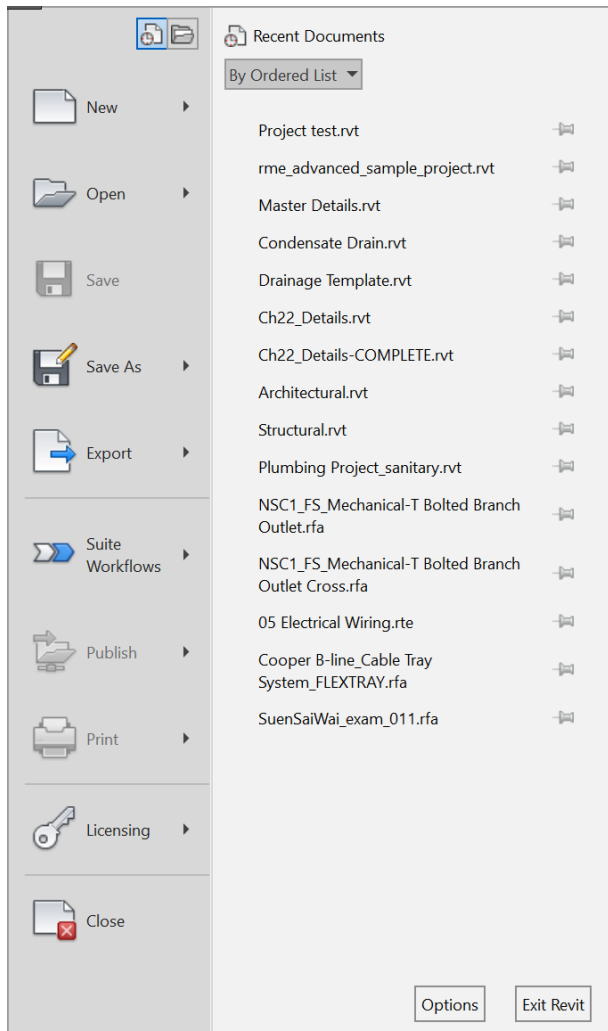 New
Open
Save
Save As
Export
Suite
Workflows
Publish
Print
Licensing
Close
Recent Documents
By Ordered List
Project test.rvt
rme_advanced_sample_project.rvt
Master Details.rvt
Condensate Drain.rvt
Drainage Template.rvt
Ch22_Details.rvt
Ch22_Details-COMPLETE.rvt
Architectural.rvt
Structural.rvt
Plumbing Project_sanitary.rvt
NSC1_FS_Mechanical-T Bolted Branch
Outlet.rfa
NSC1_FS_Mechanical-T Bolted Branch
Outlet Cross.rfa
05 Electrical Wiring.rte
Cooper B-line_Cable Tray
System_FLEXTRAY.rfa
SuenSaiWai_exam_011.rfa
Options
Exit Revit